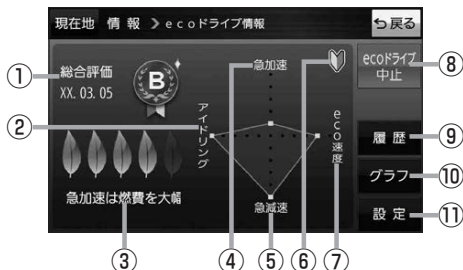 現在地 情報 ＞ecoドライブ情報
戻る
① 総合評価
XX. 03. 05
B
② アイドリング
急加速は燃費を大幅
③
④ 急加速
⑤ 急減速
⑥
⑦ eco速度
⑧ ecoドライブ
中止
⑨ 履歴
⑩ グラフ
⑪ 設定